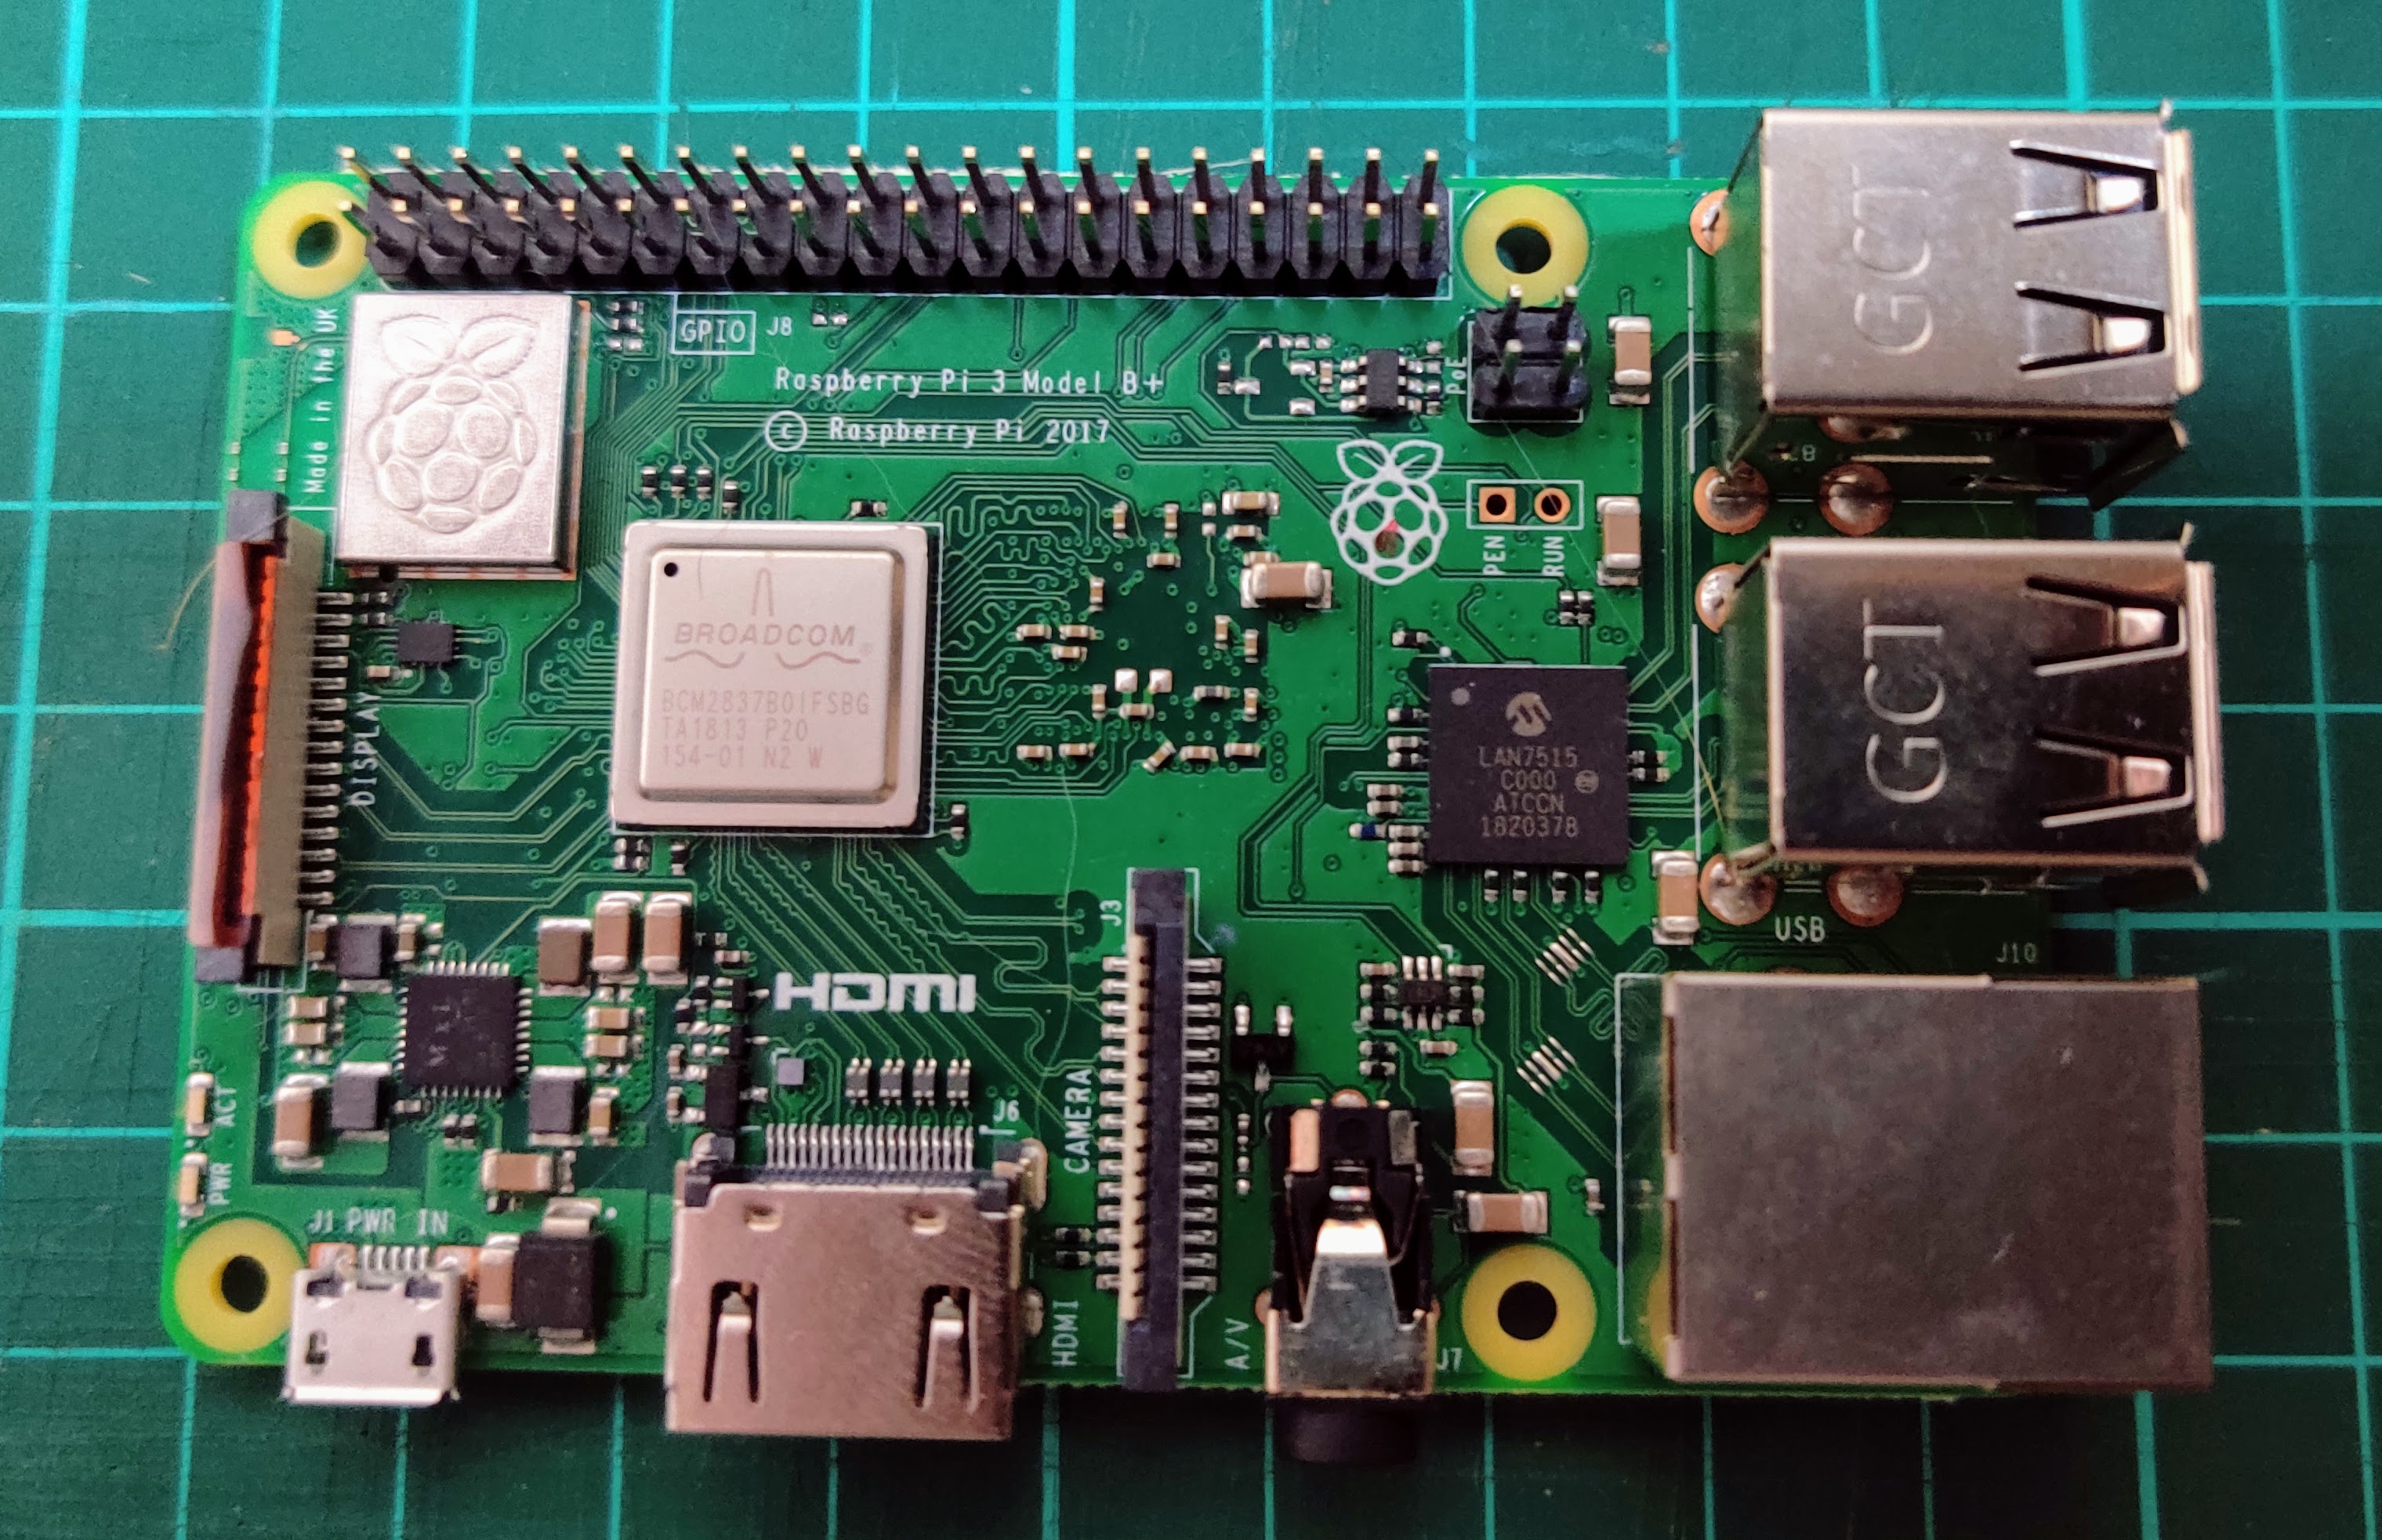 GPIO J8
Raspberry Pi 3 Model B+
© Raspberry Pi 2017
Made in the UK
PoE
GCT
PEN
RUN
BROADCOM®
BCM2837B0IFSBG
TA1813 P20
154-01 N2 W
DISPLAY
LAN7515
C000
ATCCN
1820378
GCT
USB
J10
J3
HDMI
CAMERA
J6
ACT
PWR
J1 PWR IN
HDMI
A/V
J7